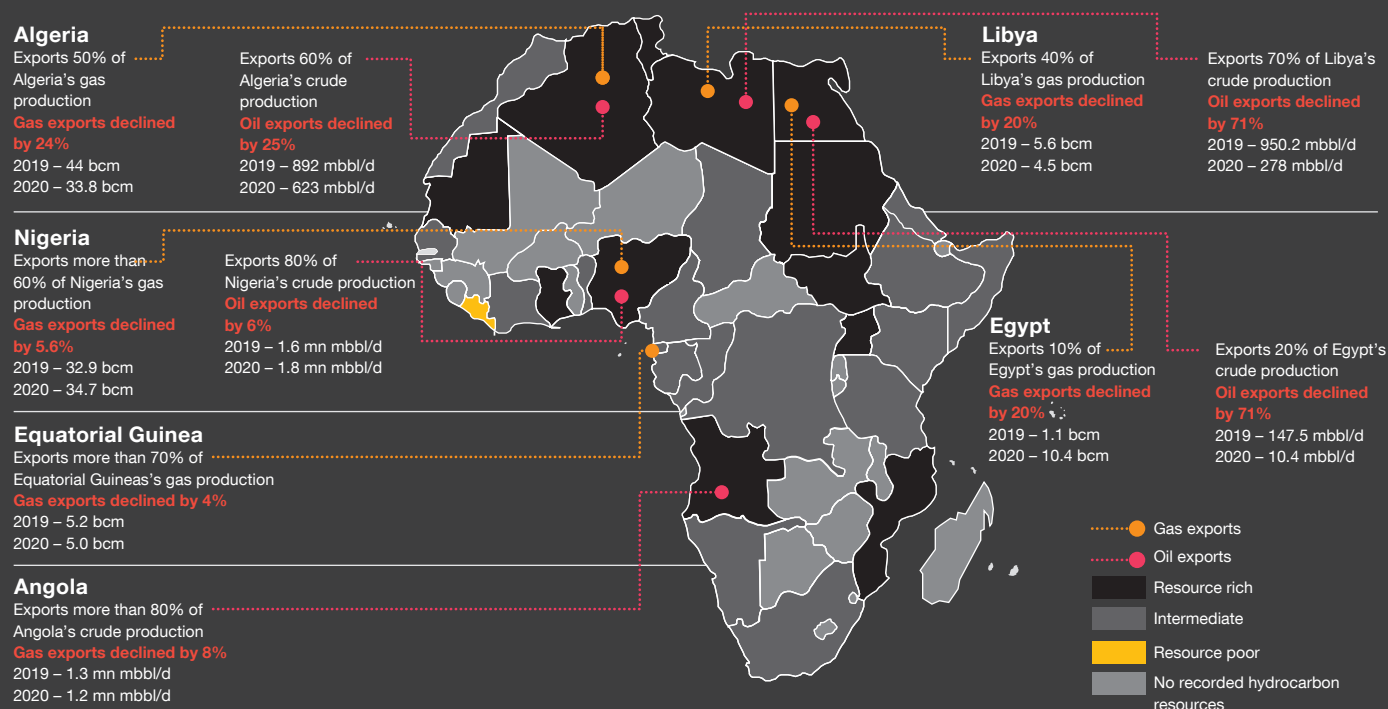 Algeria
Exports 50% of
Algeria's gas
production
Gas exports declined
by 24%
2019 – 44 bcm
2020 – 33.8 bcm
Exports 60% of
Algeria's crude
production
Oil exports declined
by 25%
2019 – 892 mbbl/d
2020 – 623 mbbl/d
Libya
Exports 40% of
Libya's gas production
Gas exports declined
by 20%
2019 – 5.6 bcm
2020 – 4.5 bcm
Exports 70% of Libya's
crude production
Oil exports declined
by 71%
2019 – 950.2 mbbl/d
2020 – 278 mbbl/d
Nigeria
Exports more than
60% of Nigeria's gas
production
Gas exports declined
by 5.6%
2019 – 32.9 bcm
2020 – 34.7 bcm
Exports 80% of
Nigeria's crude production
Oil exports declined
by 6%
2019 – 1.6 mn mbbl/d
2020 – 1.8 mn mbbl/d
Egypt
Exports 10% of
Egypt's gas production
Gas exports declined
by 20%
2019 – 1.1 bcm
2020 – 10.4 bcm
Exports 20% of Egypt's
crude production
Oil exports declined
by 71%
2019 – 147.5 mbbl/d
2020 – 10.4 mbbl/d
Equatorial Guinea
Exports more than 70% of
Equatorial Guineas's gas production
Gas exports declined by 4%
2019 – 5.2 bcm
2020 – 5.0 bcm
Angola
Exports more than 80% of
Angola's crude production
Gas exports declined by 8%
2019 – 1.3 mn mbbl/d
2020 – 1.2 mn mbbl/d
Gas exports
Oil exports
Resource rich
Intermediate
Resource poor
No recorded hydrocarbon
resources